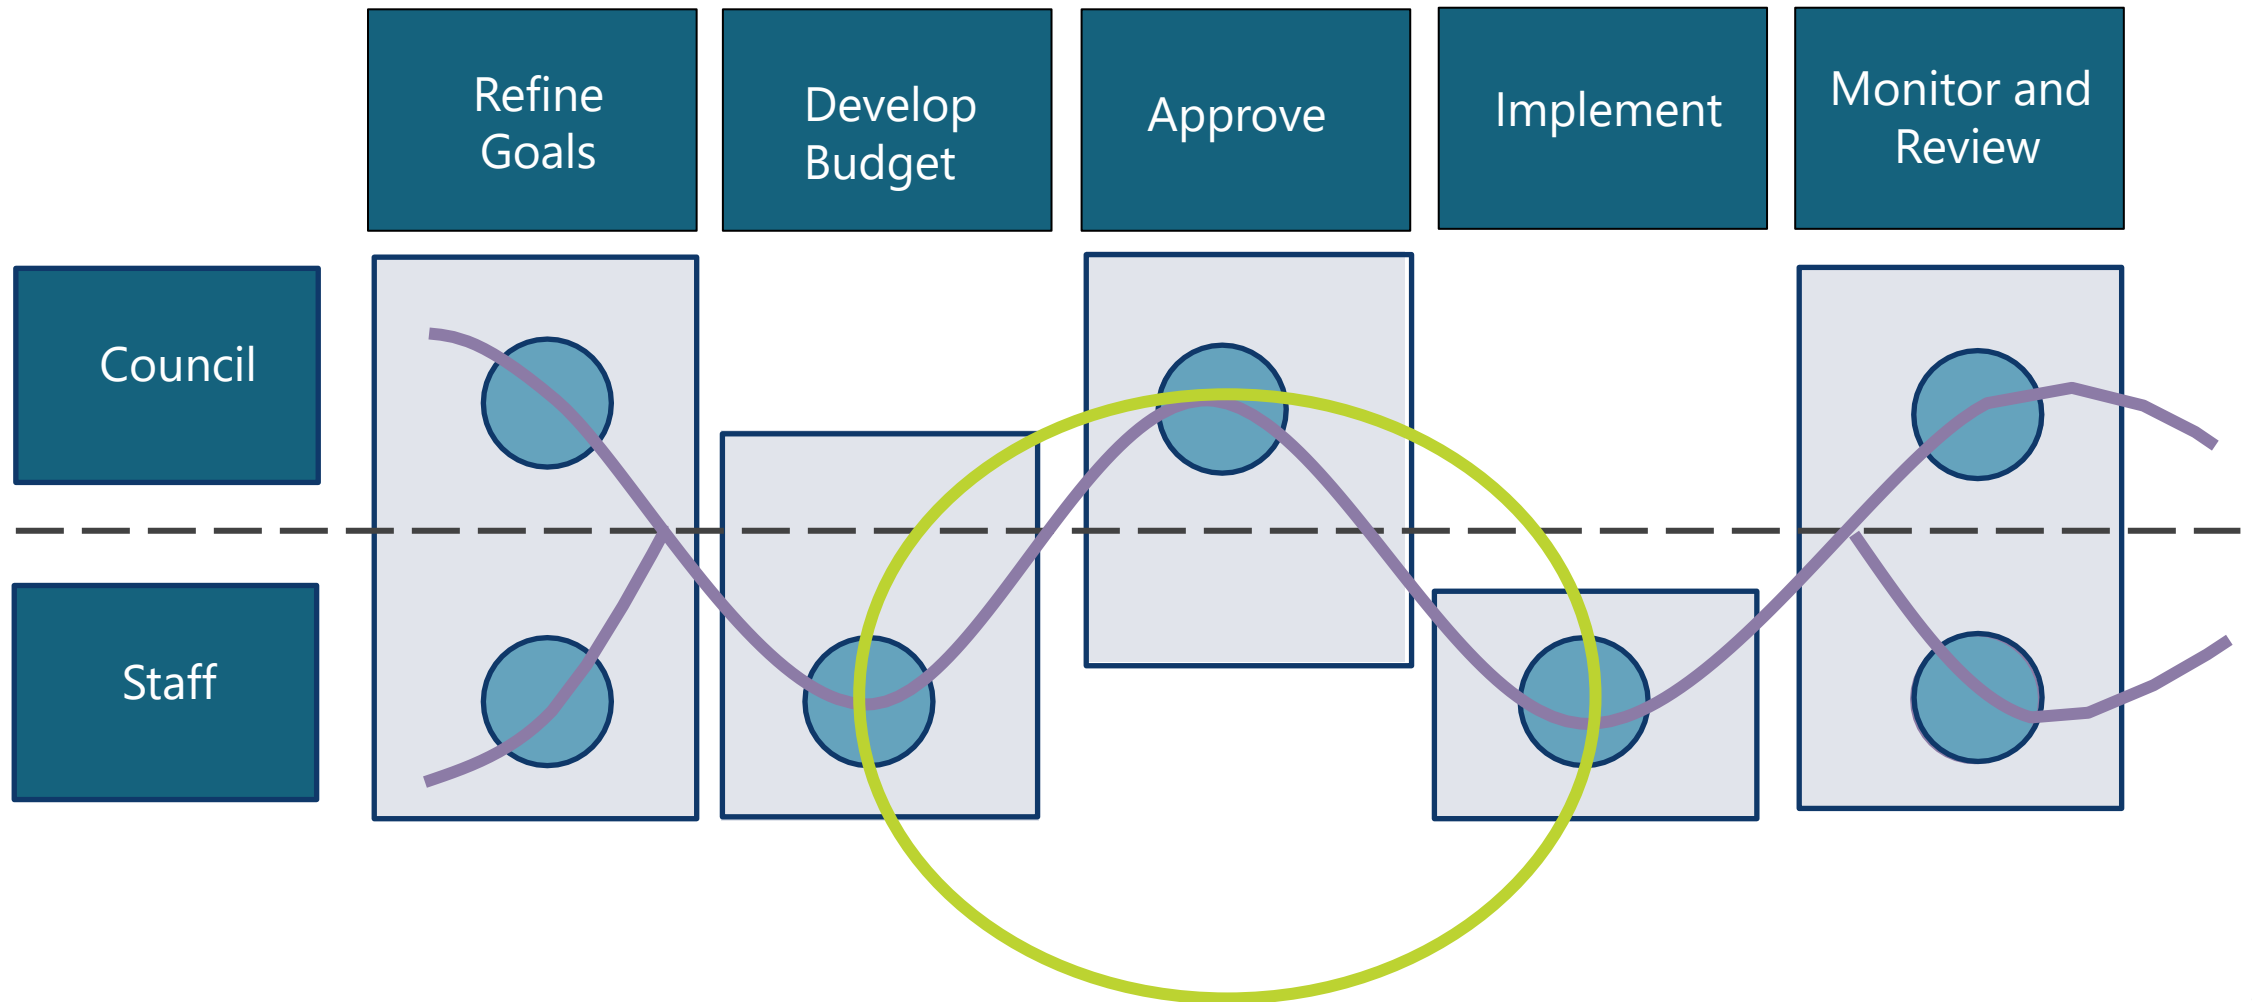 Refine
Goals
Develop
Budget
Approve
Implement
Monitor and
Review
Council
Staff